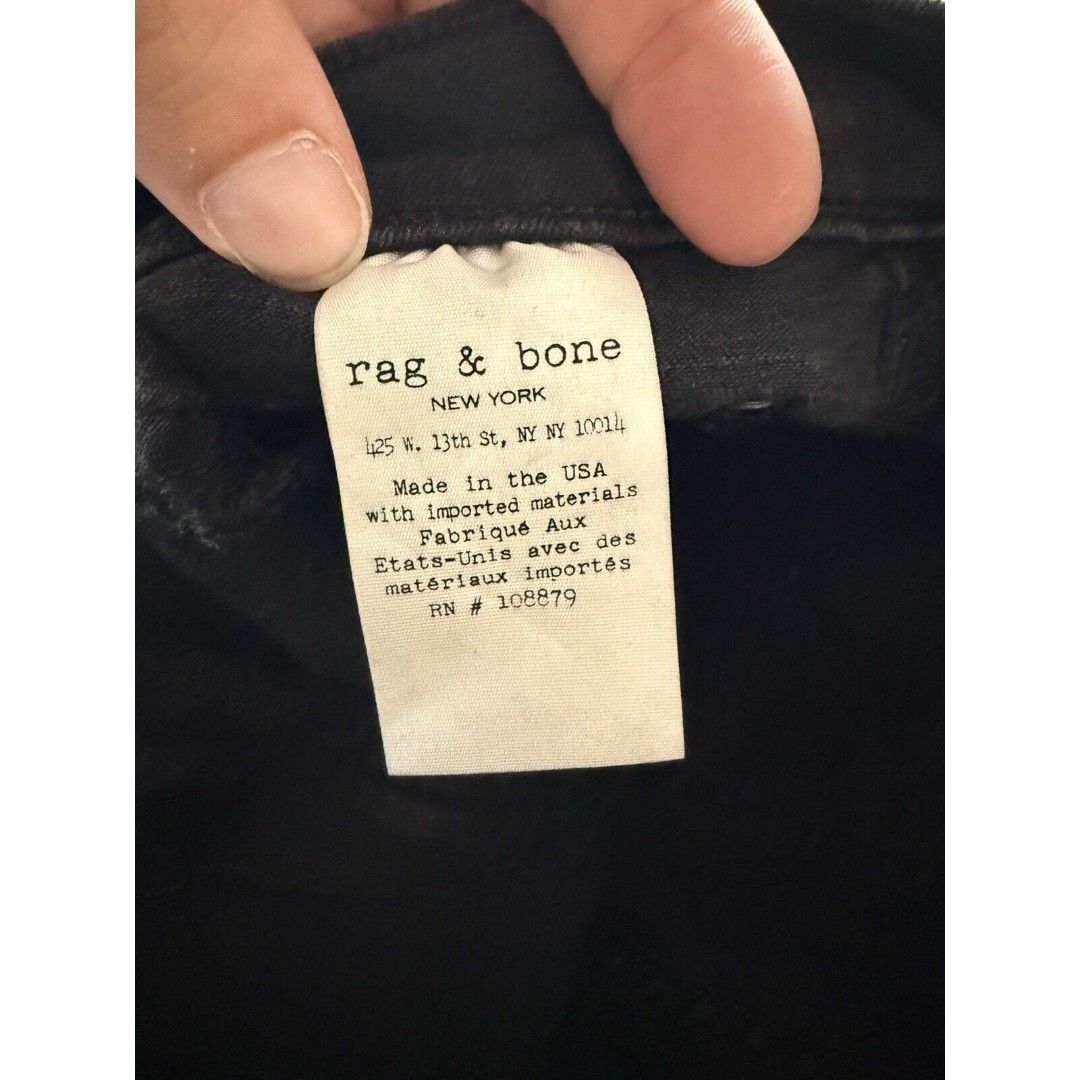 rag & bone
NEW YORK
425 W. 13th St, NY NY 10014
Made in the USA
with imported materials
Fabriqué Aux
Etats-Unis avec des
matériaux importés
RN # 108879